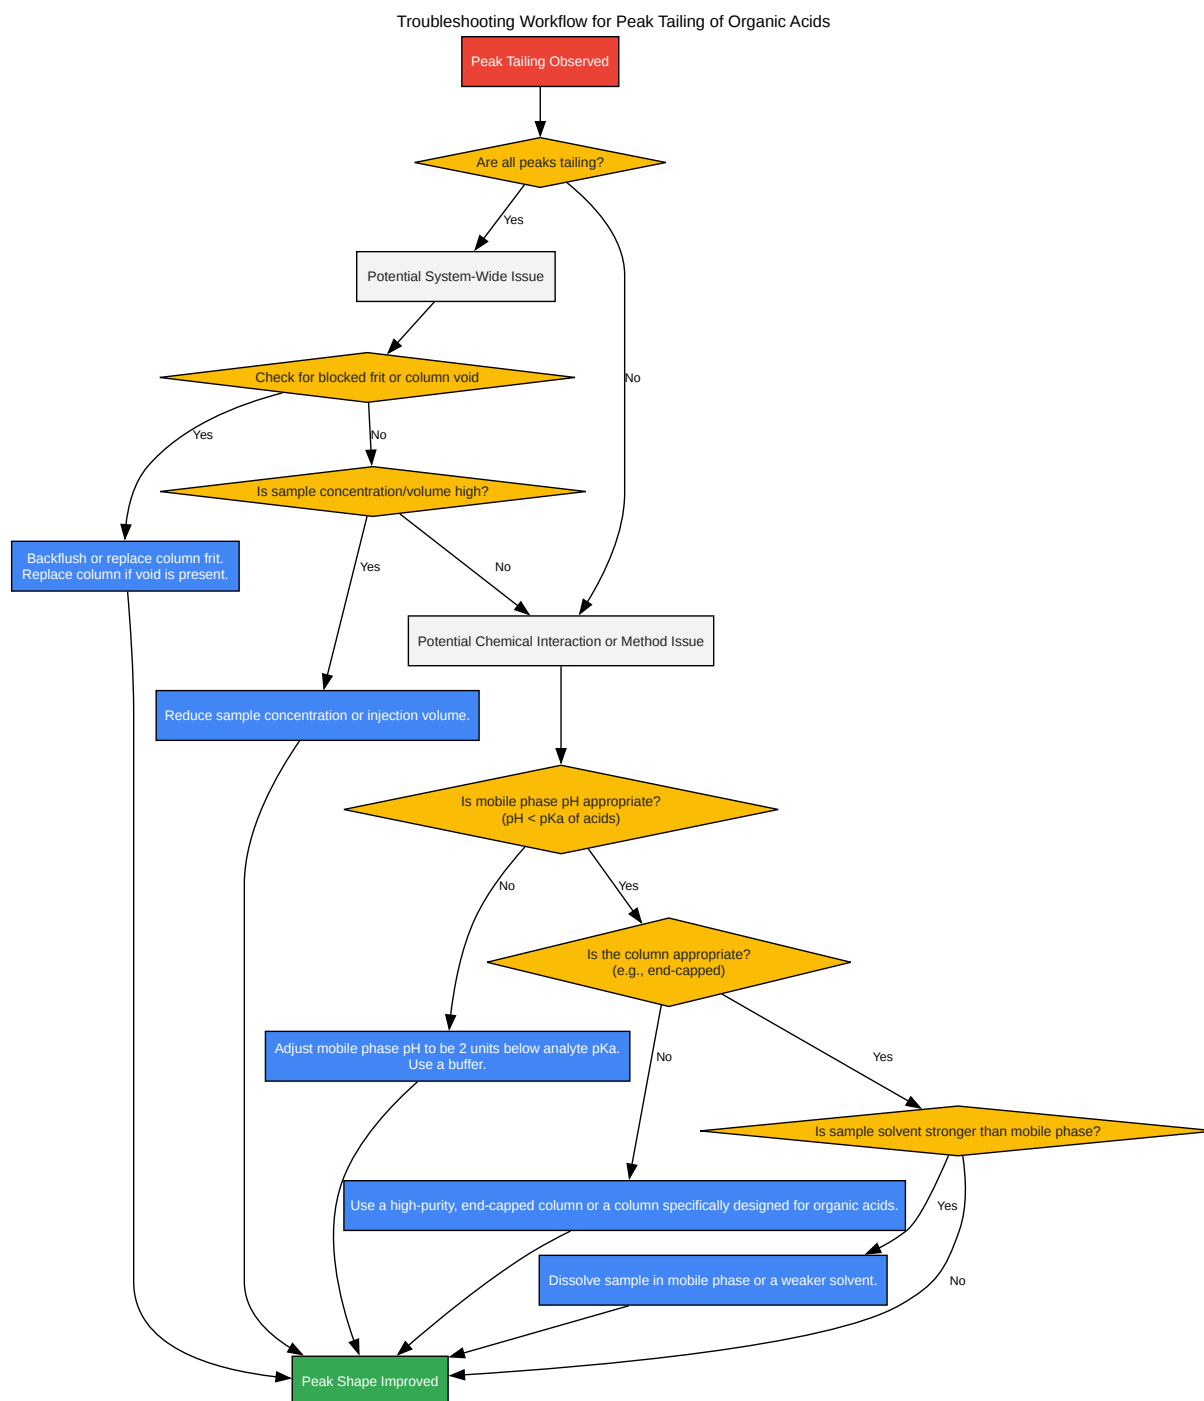 Troubleshooting Workflow for Peak Tailing of Organic Acids
Peak Tailing Observed
Are all peaks tailing?
Yes
Potential System-Wide Issue
Check for blocked frit or column void
No
Yes
No
Is sample concentration/volume high?
Backflush or replace column frit.
Replace column if void is present.
Yes
No
Potential Chemical Interaction or Method Issue
Reduce sample concentration or injection volume.
Is mobile phase pH appropriate?
(pH < pKa of acids)
No
Yes
Is the column appropriate?
(e.g., end-capped)
Adjust mobile phase pH to be 2 units below analyte pKa.
Use a buffer.
No
Yes
Is sample solvent stronger than mobile phase?
Use a high-purity, end-capped column or a column specifically designed for organic acids.
Yes
Dissolve sample in mobile phase or a weaker solvent.
No
Peak Shape Improved